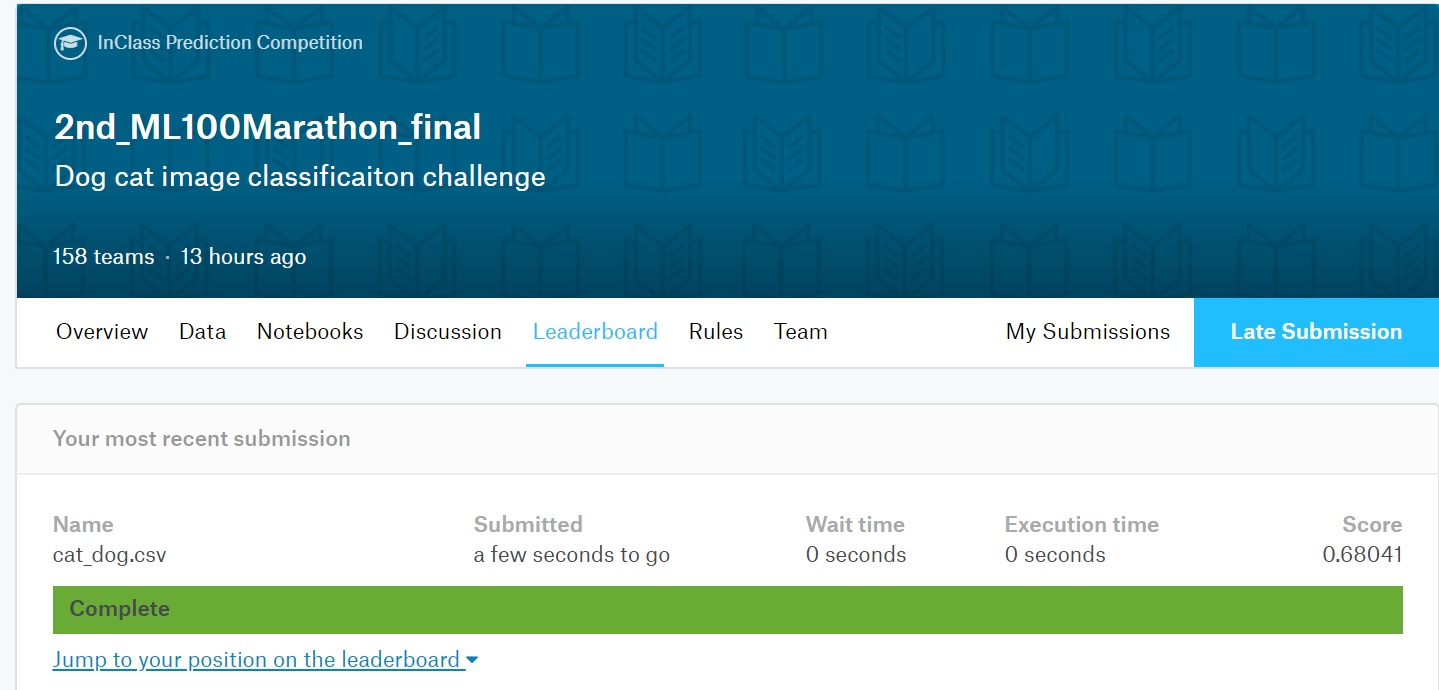 InClass Prediction Competition
2nd_ML100Marathon_final
Dog cat image classificaiton challenge
158 teams · 13 hours ago
Overview Data Notebooks Discussion Leaderboard Rules Team My Submissions Late Submission
Your most recent submission
Name Submitted Wait time Execution time Score
cat_dog.csv a few seconds to go 0 seconds 0 seconds 0.68041
Complete
Jump to your position on the leaderboard